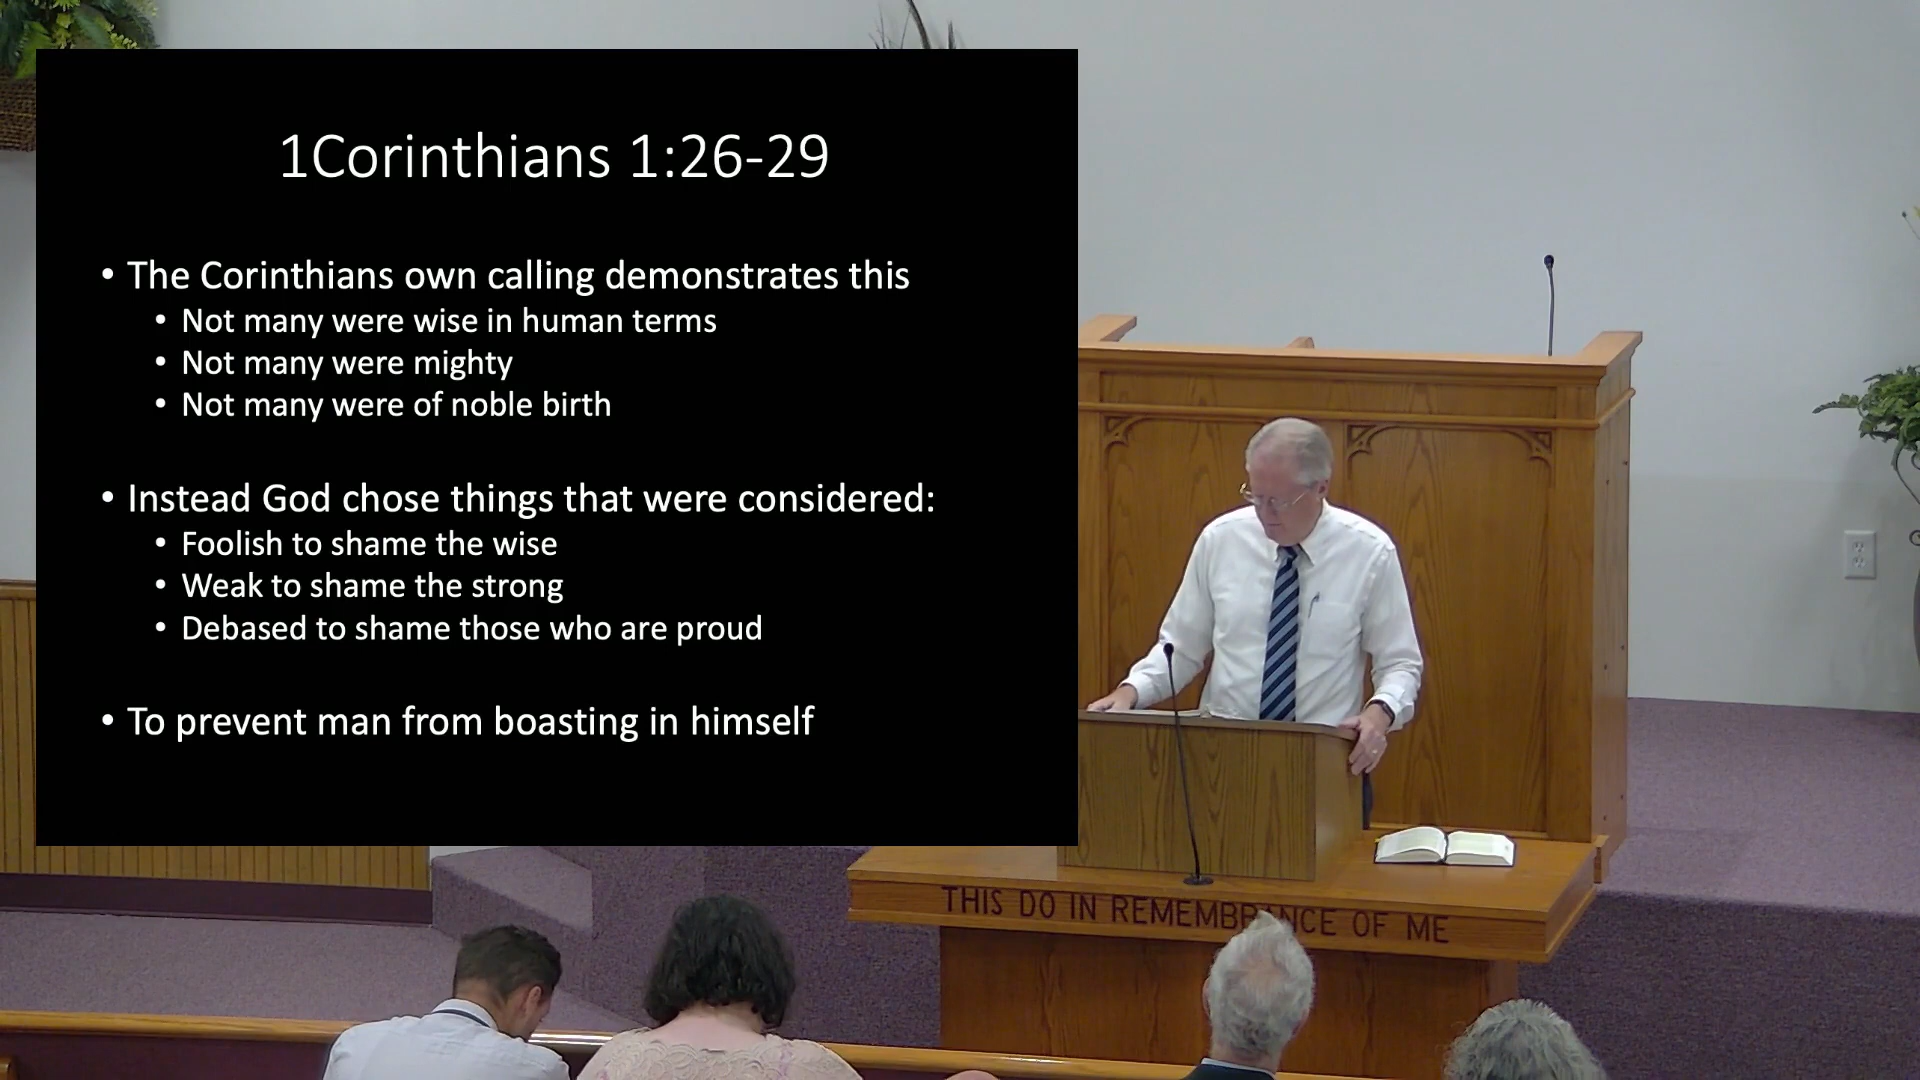 1Corinthians 1:26-29
• The Corinthians own calling demonstrates this
• Not many were wise in human terms
• Not many were mighty
• Not many were of noble birth
• Instead God chose things that were considered:
• Foolish to shame the wise
• Weak to shame the strong
• Debased to shame those who are proud
• To prevent man from boasting in himself
THIS DO IN REMEMBRANCE OF ME